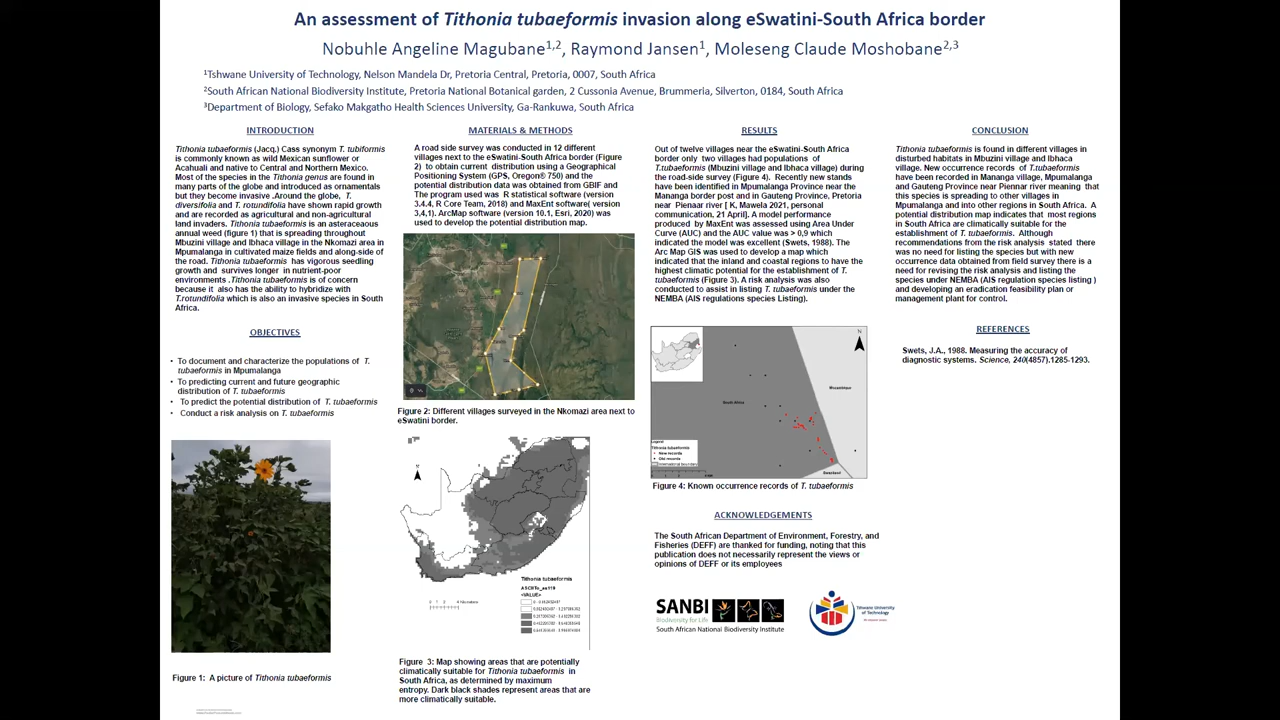 An assessment of Tithonia tubaeformis invasion along eSwatini-South Africa border
Nobuhle Angeline Magubane1,2, Raymond Jansen1, Moleseng Claude Moshobane2,3
1Tshwane University of Technology, Nelson Mandela Dr, Pretoria Central, Pretoria, 0007, South Africa
2South African National Biodiversity Institute, Pretoria National Botanical garden, 2 Cussonia Avenue, Brummeria, Silverton, 0184, South Africa
3Department of Biology, Sefako Makgatho Health Sciences University, Ga-Rankuwa, South Africa
INTRODUCTION
Tithonia tubaeformis (Jacq.) Cass synonym T. tubiformis
is commonly known as wild Mexican sunflower or
Acahuali and native to Central and Northern Mexico.
Most of the species in the Tithonia genus are found in
many parts of the globe and introduced as ornamentals
but they become invasive .Around the globe, T.
diversifolia and T. rotundifolia have shown rapid growth
and are recorded as agricultural and non-agricultural
land invaders. Tithonia tubaeformis is an asteraceous
annual weed (figure 1) that is spreading throughout
Mbuzini village and Ibhaca village in the Nkomazi area in
Mpumalanga in cultivated maize fields and along-side of
the road. Tithonia tubaeformis has vigorous seedling
growth and survives longer in nutrient-poor
environments .Tithonia tubaeformis is of concern
because it also has the ability to hybridize with
T.rotundifolia which is also an invasive species in South
Africa.
OBJECTIVES
• To document and characterize the populations of T.
tubaeformis in Mpumalanga
• To predicting current and future geographic
distribution of T. tubaeformis
• To predict the potential distribution of T. tubaeformis
• Conduct a risk analysis on T. tubaeformis
Figure 1: A picture of Tithonia tubaeformis
MATERIALS & METHODS
A road side survey was conducted in 12 different
villages next to the eSwatini-South Africa border (Figure
2) to obtain current distribution using a Geographical
Positioning System (GPS, Oregon® 750) and the
potential distribution data was obtained from GBIF and
The program used was R statistical software (version
3.4.4, R Core Team, 2018) and MaxEnt software( version
3,4,1). ArcMap software (version 10.1, Esri, 2020) was
used to develop the potential distribution map.
Figure 2: Different villages surveyed in the Nkomazi area next to
eSwatini border.
N
Tithonia tubaeformis
<VALUE>
Figure 3: Map showing areas that are potentially
climatically suitable for Tithonia tubaeformis in
South Africa, as determined by maximum
entropy. Dark black shades represent areas that are
more climatically suitable.
RESULTS
Out of twelve villages near the eSwatini-South Africa
border only two villages had populations of
T.tubaeformis (Mbuzini village and Ibhaca village) during
the road-side survey (Figure 4). Recently new stands
have been identified in Mpumalanga Province near the
Mananga border post and in Gauteng Province, Pretoria
near Pienaar river [ K, Mawela 2021, personal
communication, 21 April]. A model performance
produced by MaxEnt was assessed using Area Under
Curve (AUC) and the AUC value was > 0,9 which
indicated the model was excellent (Swets, 1988). The
Arc Map GIS was used to develop a map which
indicated that the inland and coastal regions to have the
highest climatic potential for the establishment of T.
tubaeformis (Figure 3). A risk analysis was also
conducted to assist in listing T. tubaeformis under the
NEMBA (AIS regulations species Listing).
N
Mozambique
South Africa
Legend
Tithonia tubaeformis
New records
Old records
International boundary
Swaziland
Figure 4: Known occurrence records of T. tubaeformis
ACKNOWLEDGEMENTS
The South African Department of Environment, Forestry, and
Fisheries (DEFF) are thanked for funding, noting that this
publication does not necessarily represent the views or
opinions of DEFF or its employees
SANBI
Biodiversity for Life
South African National Biodiversity Institute
Tshwane University
of Technology
CONCLUSION
Tithonia tubaeformis is found in different villages in
disturbed habitats in Mbuzini village and Ibhaca
village. New occurrence records of T.tubaeformis
have been recorded in Mananga village, Mpumalanga
and Gauteng Province near Piennar river meaning that
this species is spreading to other villages in
Mpumalanga and into other regions in South Africa. A
potential distribution map indicates that most regions
in Africa are climatically suitable for the
establishment of T. tubaeformis. Although
recommendations from the risk analysis stated there
was no need for listing the species but with new
occurrence data obtained from field survey there is a
need for revising the risk analysis and listing the
species under NEMBA (AIS regulations species listing )
and developing an eradication feasibility plan or
management plant for control.
REFERENCES
Swets, J.A., 1988. Measuring the accuracy of
diagnostic systems. Science, 240(4857).1285-1293.